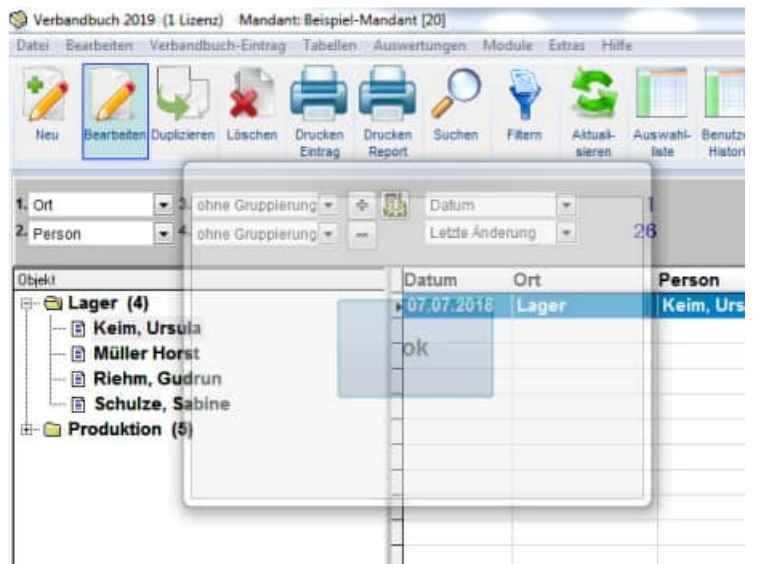 Verbandbuch 2019 (1 Lizenz) Mandant: Beispiel-Mandant [20]
Datei Bearbeiten Verbandbuch-Eintrag Tabellen Auswertungen Module Extras Hilfe
Neu Bearbeiten Duplizieren Löschen Drucken Eintrag Drucken Report Suchen Filtern Aktuali-sieren Auswahl-liste
1. Ort 3. ohne Gruppierung Datum 1
2. Person 4. ohne Gruppierung Letzte Änderung 26
Objekt Datum Ort Person
Lager (4) 07.07.2018 Lager Keim, Urs
Keim, Ursula
Müller Horst ok
Riehm, Gudrun
Schulze, Sabine
Produktion (5)